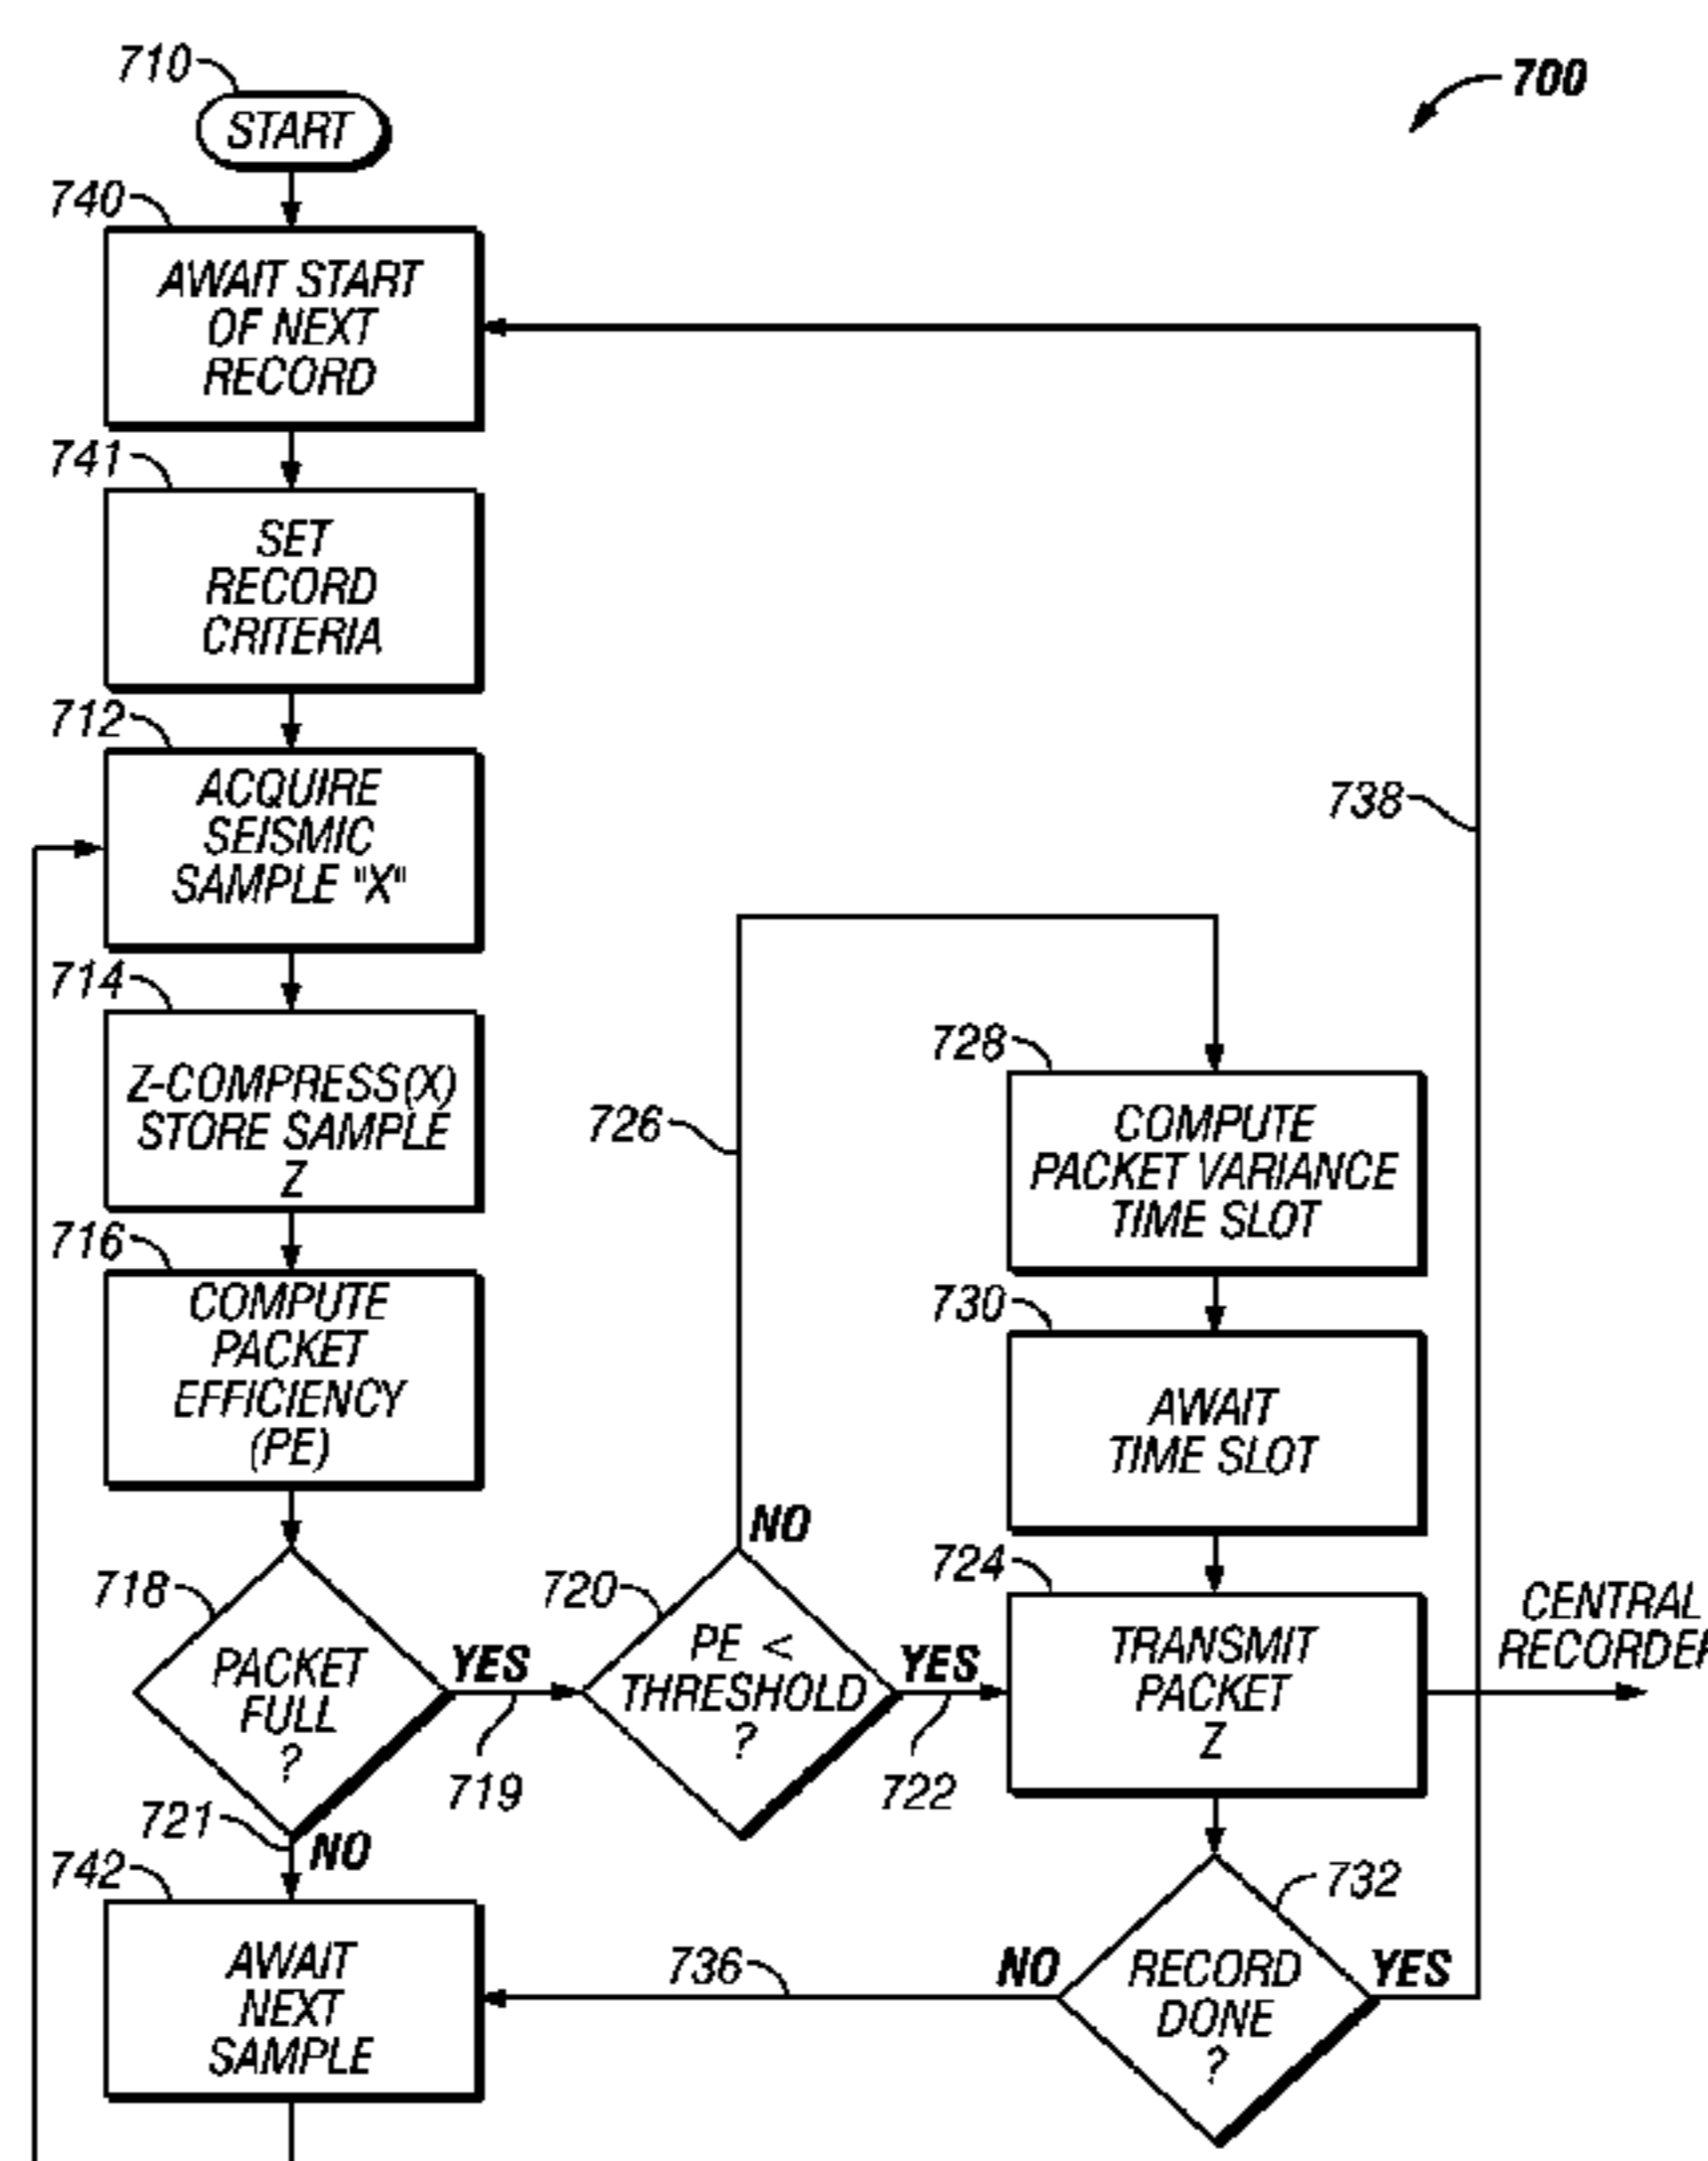 710
START
700
740
AWAIT START
OF NEXT
RECORD
741
SET
RECORD
CRITERIA
712
ACQUIRE
SEISMIC
SAMPLE "X"
738
714
Z-COMPRESS(X)
STORE SAMPLE
Z
726
728
COMPUTE
PACKET VARIANCE
TIME SLOT
716
COMPUTE
PACKET
EFFICIENCY
(PE)
730
AWAIT
TIME SLOT
718
PACKET
FULL
?
YES
719
720
NO
PE <
THRESHOLD
?
YES
722
724
TRANSMIT
PACKET
Z
CENTRAL
RECORDER
721
NO
742
AWAIT
NEXT
SAMPLE
736
NO
732
RECORD
DONE
?
YES